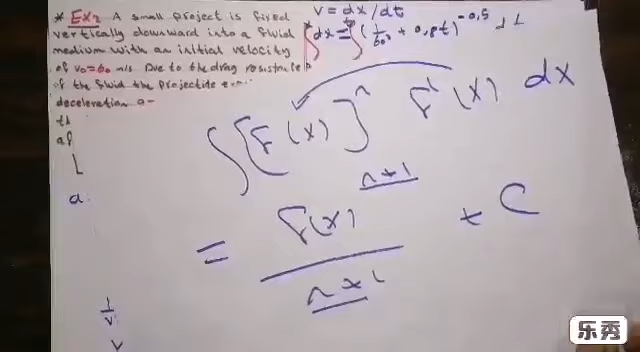 * Ex2 A small project is fired
vertically downward into a fluid
medium with an initial velocity
of v₀=60 m/s. Due to the drag resistance
of the fluid the projectile
deceleration a=
v = dx/dt
∫dx = ∫(1/60² + 0,8t)^-0,5 dt
∫[F(x)]^n F'(x) dx
= F(x)^n+1 / n+1 + C
a
1/v
v
乐秀